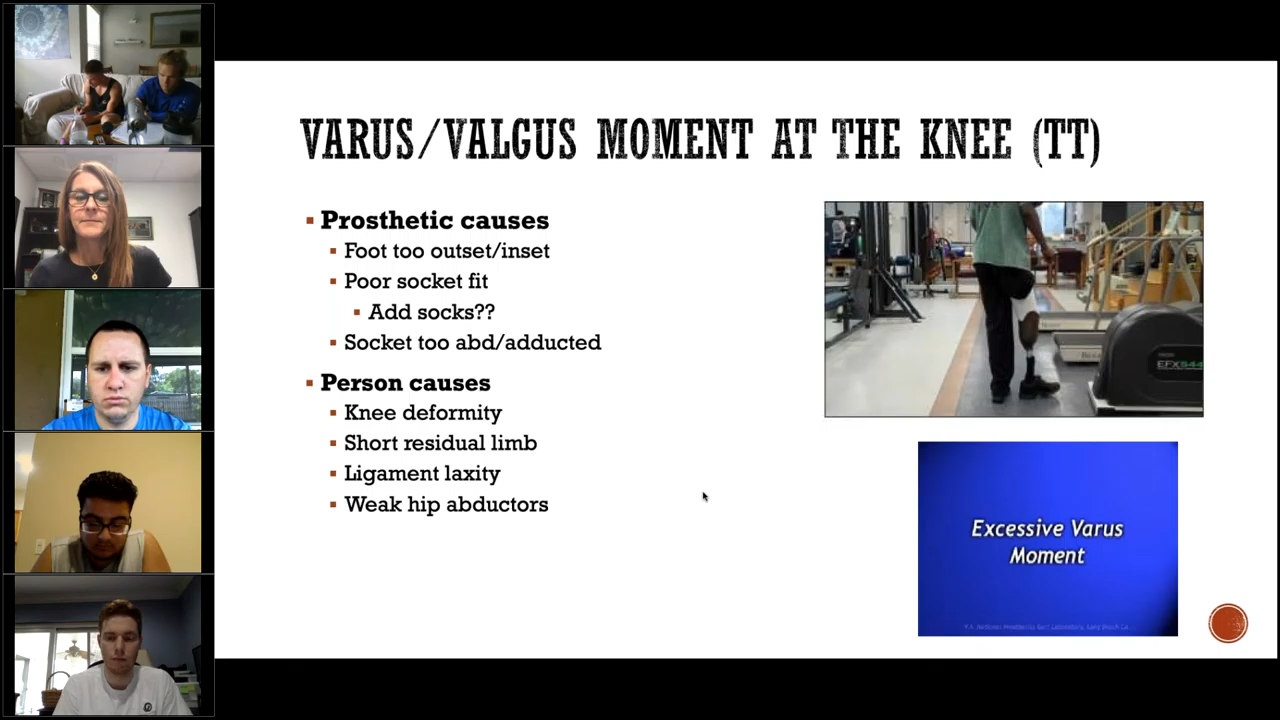 VARUS/VALGUS MOMENT AT THE KNEE (TT)
Prosthetic causes
Foot too outset/inset
Poor socket fit
Add socks??
Socket too abd/adducted
Person causes
Knee deformity
Short residual limb
Ligament laxity
Weak hip abductors
EFX544
Excessive Varus
Moment